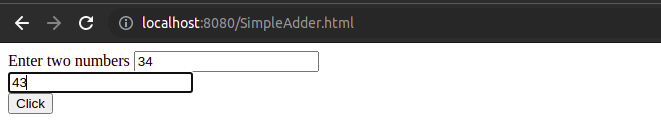 localhost:8080/SimpleAdder.html
Enter two numbers 34
43
Click